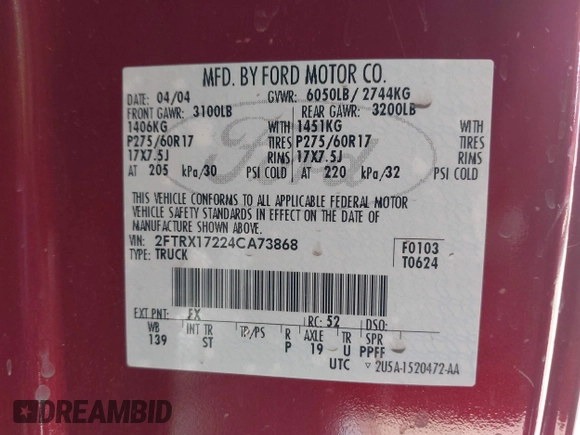 MFD. BY FORD MOTOR CO.
DATE: 04/04 GVWR: 6050LB/ 2744KG
FRONT GAWR: 3100LB REAR GAWR: 3200LB
1406KG WITH 1451KG WITH
P275/60R17 TIRES P275/60R17 TIRES
17X7.5J RIMS 17X7.5J RIMS
AT 205 kPa/30 PSI COLD AT 220 kPa/32 PSI COLD
THIS VEHICLE CONFORMS TO ALL APPLICABLE FEDERAL MOTOR
VEHICLE SAFETY STANDARDS IN EFFECT ON THE DATE OF
MANUFACTURE SHOWN ABOVE.
VIN: 2FTRX17224CA73868 F0103
TYPE: TRUCK T0624
EXT PNT: FX RC: 52 DSO:
WB INT TR TP/PS R AXLE TR SPR
139 ST P 19 U PPFF
UTC ▽ 2U5A-1520472-AA
Ford
DREAMBID